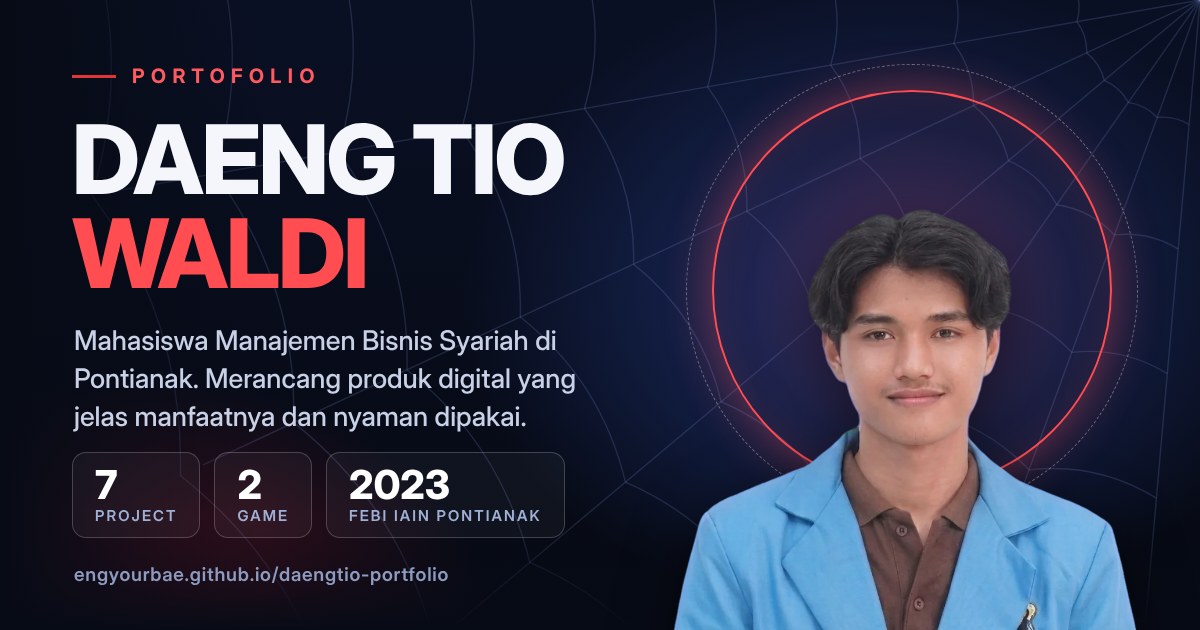 PORTOFOLIO
DAENG TIO
WALDI
Mahasiswa Manajemen Bisnis Syariah di
Pontianak. Merancang produk digital yang
jelas manfaatnya dan nyaman dipakai.
7
PROJECT
2
GAME
2023
FEBI IAIN PONTIANAK
engyourbae.github.io/daengtio-portfolio